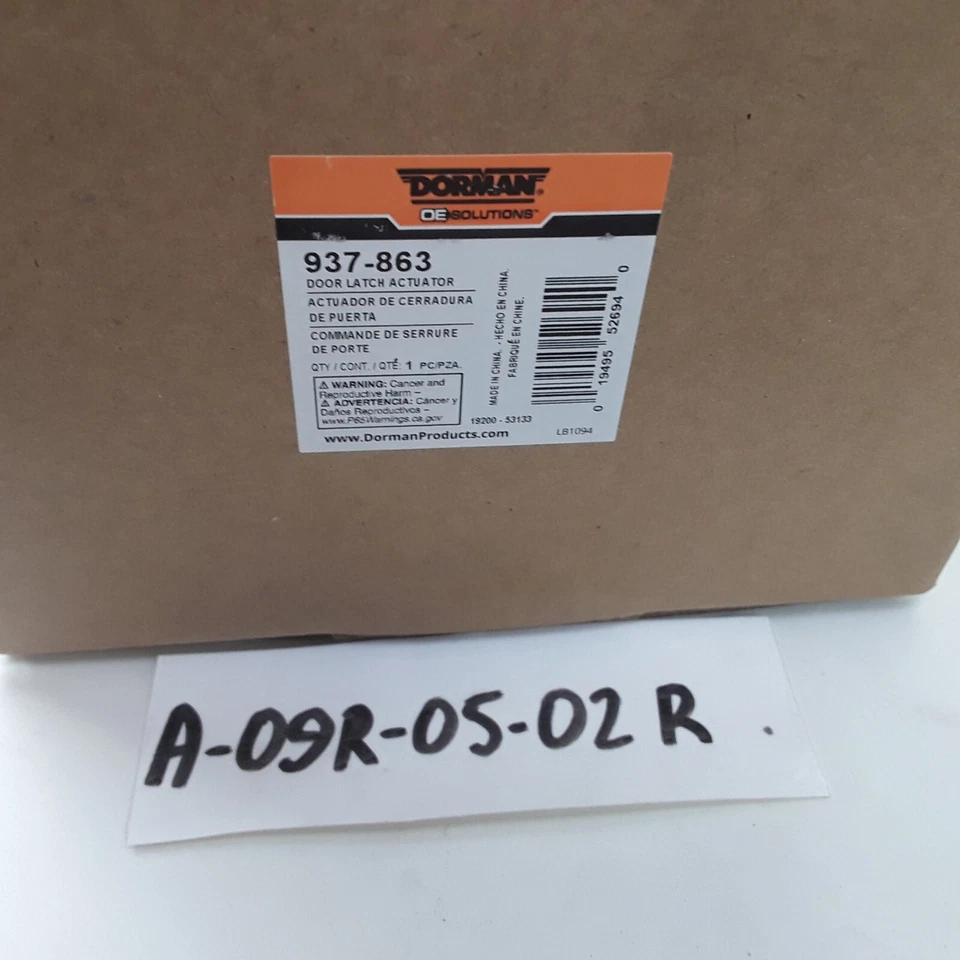 DORMAN®
OE SOLUTIONS™
937-863
DOOR LATCH ACTUATOR
ACTUADOR DE CERRADURA
DE PUERTA
COMMANDE DE SERRURE
DE PORTE
QTY / CONT. / QTÉ: 1 PC/PZA.
⚠ WARNING: Cancer and
Reproductive Harm –
⚠ ADVERTENCIA: Cáncer y
Daños Reproductivos –
www.P65Warnings.ca.gov
www.DormanProducts.com
MADE IN CHINA. - HECHO EN CHINA.
FABRIQUÉ EN CHINE.
19200 - 53133
0 19495 52694 0
LB1094
A-09R-05-02 R .